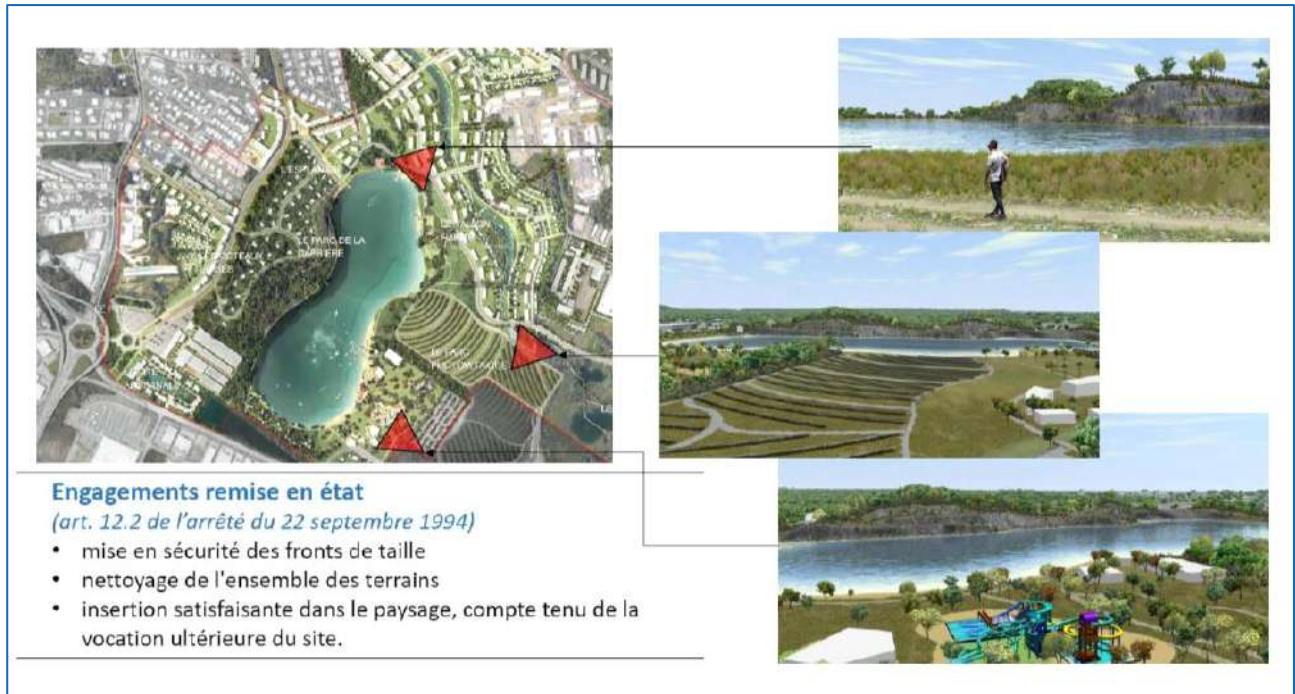 LE PARC DE LA
CARRIÈRE
Engagements remise en état
(art. 12.2 de l'arrêté du 22 septembre 1994)
• mise en sécurité des fronts de taille
• nettoyage de l'ensemble des terrains
• insertion satisfaisante dans le paysage, compte tenu de la
vocation ultérieure du site.